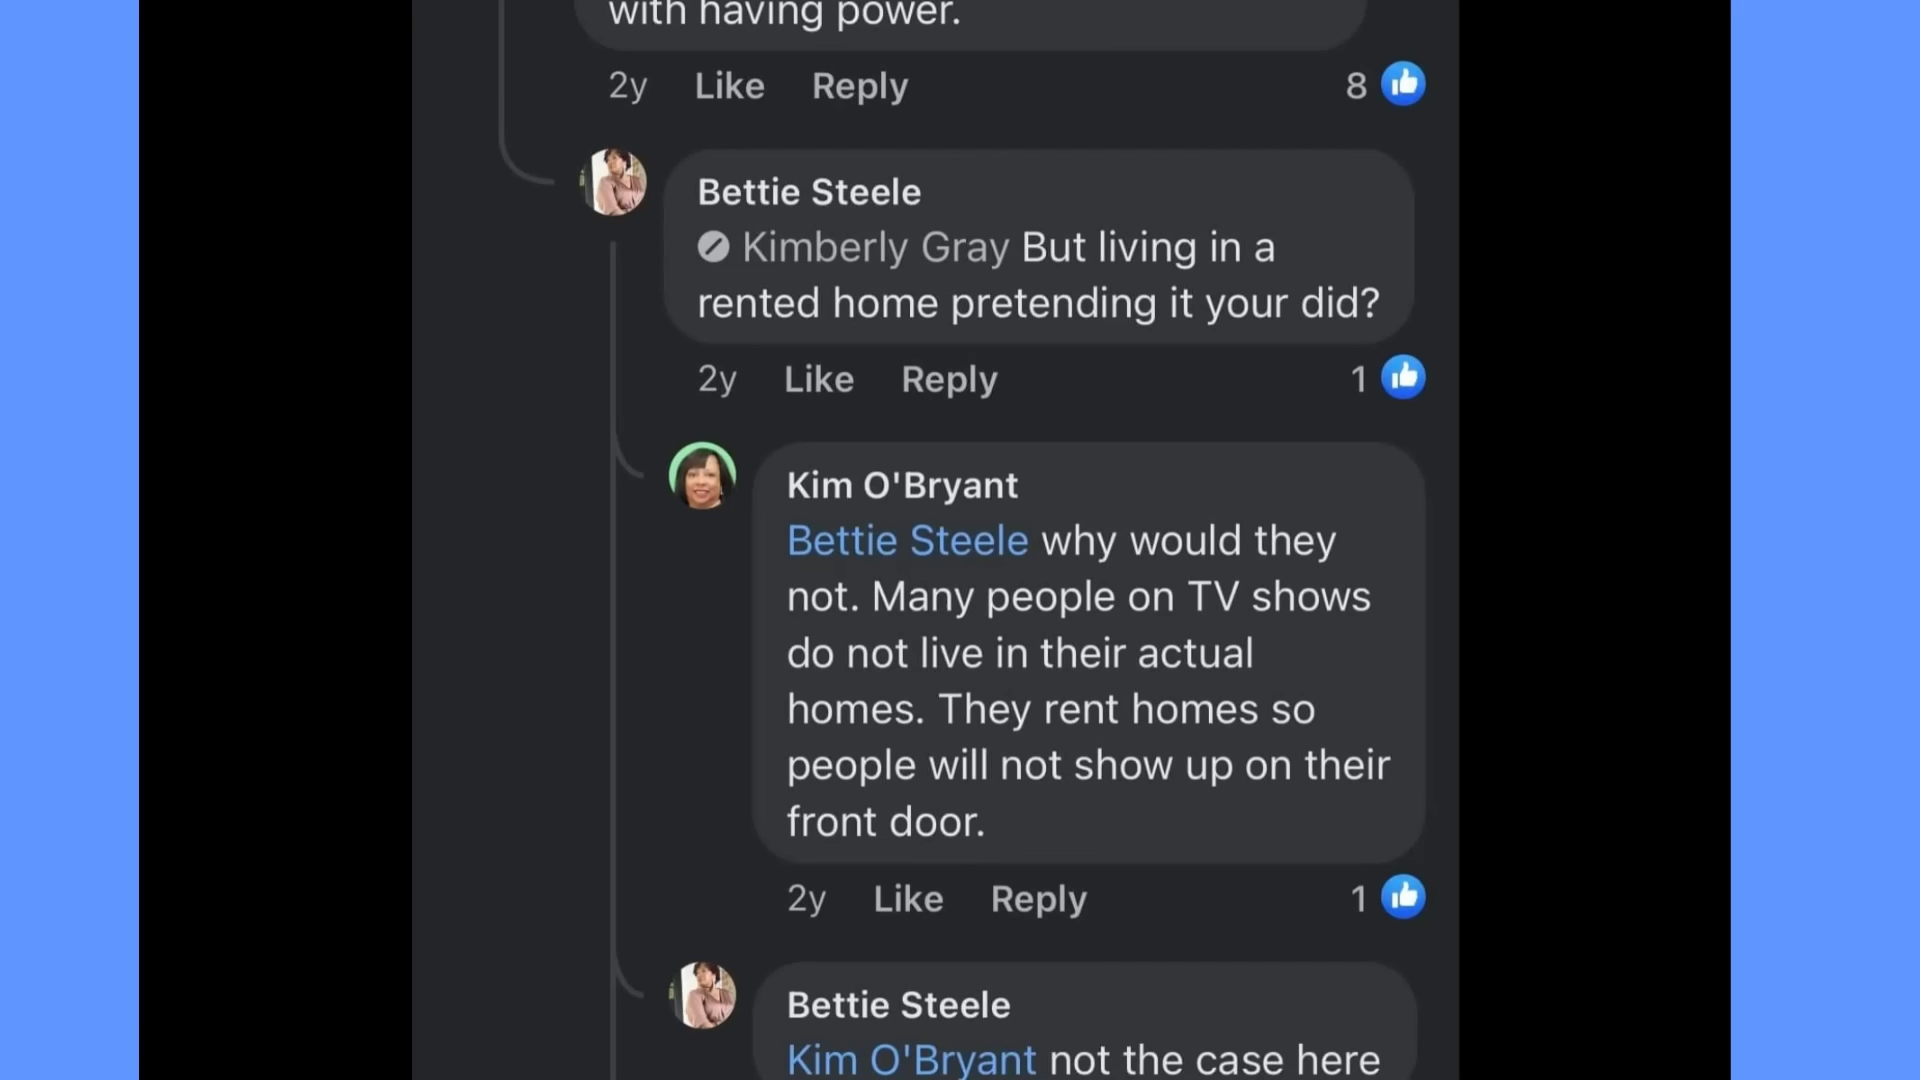 with having power.
2y Like Reply 8
Bettie Steele
Kimberly Gray But living in a
rented home pretending it your did?
2y Like Reply 1
Kim O'Bryant
Bettie Steele why would they
not. Many people on TV shows
do not live in their actual
homes. They rent homes so
people will not show up on their
front door.
2y Like Reply 1
Bettie Steele
Kim O'Bryant not the case here